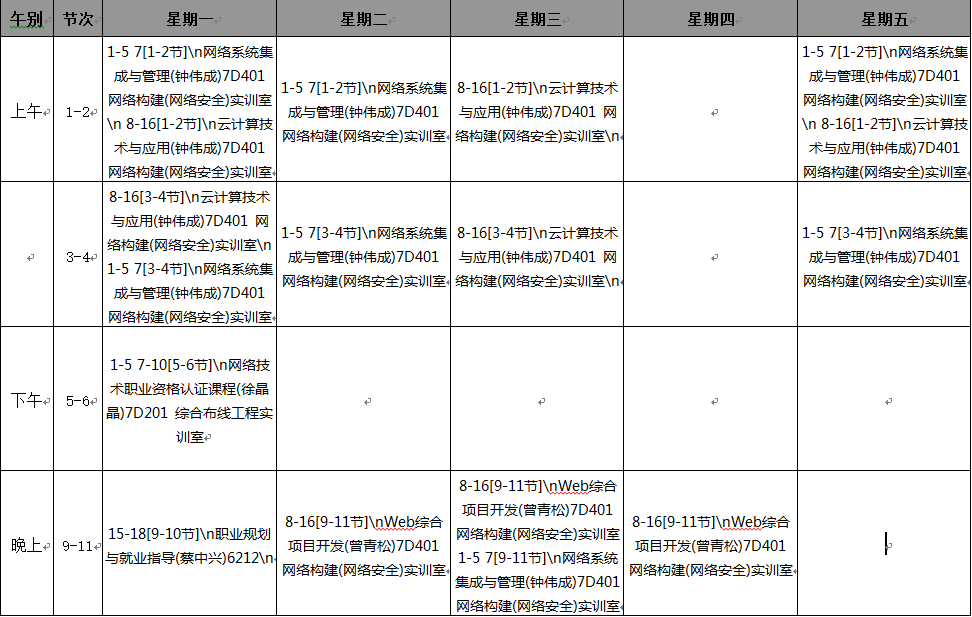 午别 节次 星期一 星期二 星期三 星期四 星期五
上午
1-2
1-5 7[1-2节]\n网络系统集
成与管理(钟伟成)7D401
网络构建(网络安全)实训室
\n 8-16[1-2节]\n云计算技
术与应用(钟伟成)7D401
网络构建(网络安全)实训室
1-5 7[1-2节]\n网络系统集
成与管理(钟伟成)7D401
网络构建(网络安全)实训室
8-16[1-2节]\n云计算技术
与应用(钟伟成)7D401 网
络构建(网络安全)实训室\n
1-5 7[1-2节]\n网络系统集
成与管理(钟伟成)7D401
网络构建(网络安全)实训室
\n 8-16[1-2节]\n云计算技
术与应用(钟伟成)7D401
网络构建(网络安全)实训室
3-4
8-16[3-4节]\n云计算技术
与应用(钟伟成)7D401 网
络构建(网络安全)实训室\n
1-5 7[3-4节]\n网络系统集
成与管理(钟伟成)7D401
网络构建(网络安全)实训室
1-5 7[3-4节]\n网络系统集
成与管理(钟伟成)7D401
网络构建(网络安全)实训室
8-16[3-4节]\n云计算技术
与应用(钟伟成)7D401 网
络构建(网络安全)实训室\n
1-5 7[3-4节]\n网络系统集
成与管理(钟伟成)7D401
网络构建(网络安全)实训室
下午
5-6
1-5 7-10[5-6节]\n网络技
术职业资格认证课程(徐晶
晶)7D201 综合布线工程实
训室
晚上
9-11
15-18[9-10节]\n职业规划
与就业指导(蔡中兴)6212\n
8-16[9-11节]\nWeb综合
项目开发(曾青松)7D401
网络构建(网络安全)实训室
8-16[9-11节]\nWeb综合
项目开发(曾青松)7D401
网络构建(网络安全)实训室
1-5 7[9-11节]\n网络系统
集成与管理(钟伟成)7D401
网络构建(网络安全)实训室
8-16[9-11节]\nWeb综合
项目开发(曾青松)7D401
网络构建(网络安全)实训室